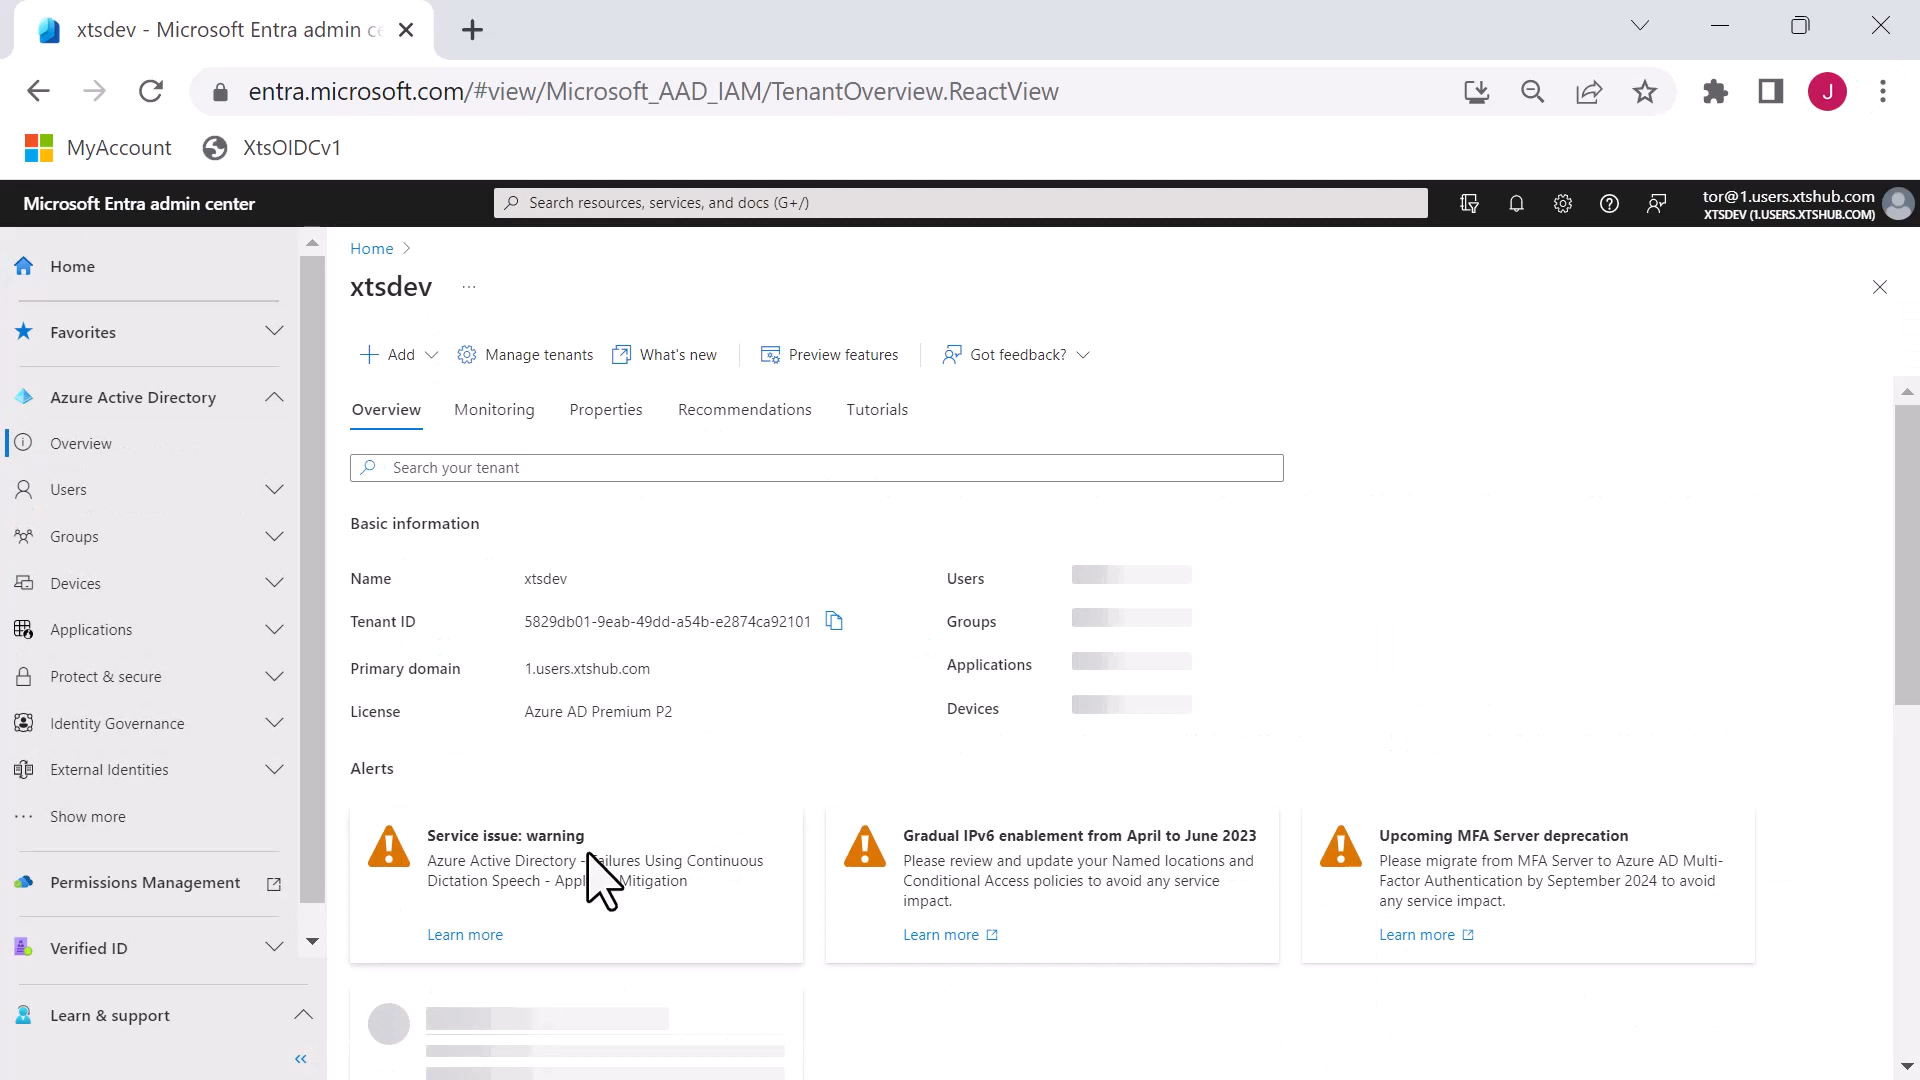 xtsdev - Microsoft Entra admin ce
entra.microsoft.com/#view/Microsoft_AAD_IAM/TenantOverview.ReactView
J
MyAccount
XtsOIDCv1
Microsoft Entra admin center
Search resources, services, and docs (G+/)
tor@1.users.xtshub.com
XTSDEV (1.USERS.XTSHUB.COM)
Home
Favorites
Azure Active Directory
Overview
Users
Groups
Devices
Applications
Protect & secure
Identity Governance
External Identities
Show more
Permissions Management
Verified ID
Learn & support
Home
xtsdev
Add
Manage tenants
What's new
Preview features
Got feedback?
Overview
Monitoring
Properties
Recommendations
Tutorials
Search your tenant
Basic information
Name
xtsdev
Users
Tenant ID
5829db01-9eab-49dd-a54b-e2874ca92101
Groups
Primary domain
1.users.xtshub.com
Applications
License
Azure AD Premium P2
Devices
Alerts
Service issue: warning
Azure Active Directory - Failures Using Continuous
Dictation Speech - Mitigation
Learn more
Gradual IPv6 enablement from April to June 2023
Please review and update your Named locations and
Conditional Access policies to avoid any service
impact.
Learn more
Upcoming MFA Server deprecation
Please migrate from MFA Server to Azure AD Multi-
Factor Authentication by September 2024 to avoid
any service impact.
Learn more